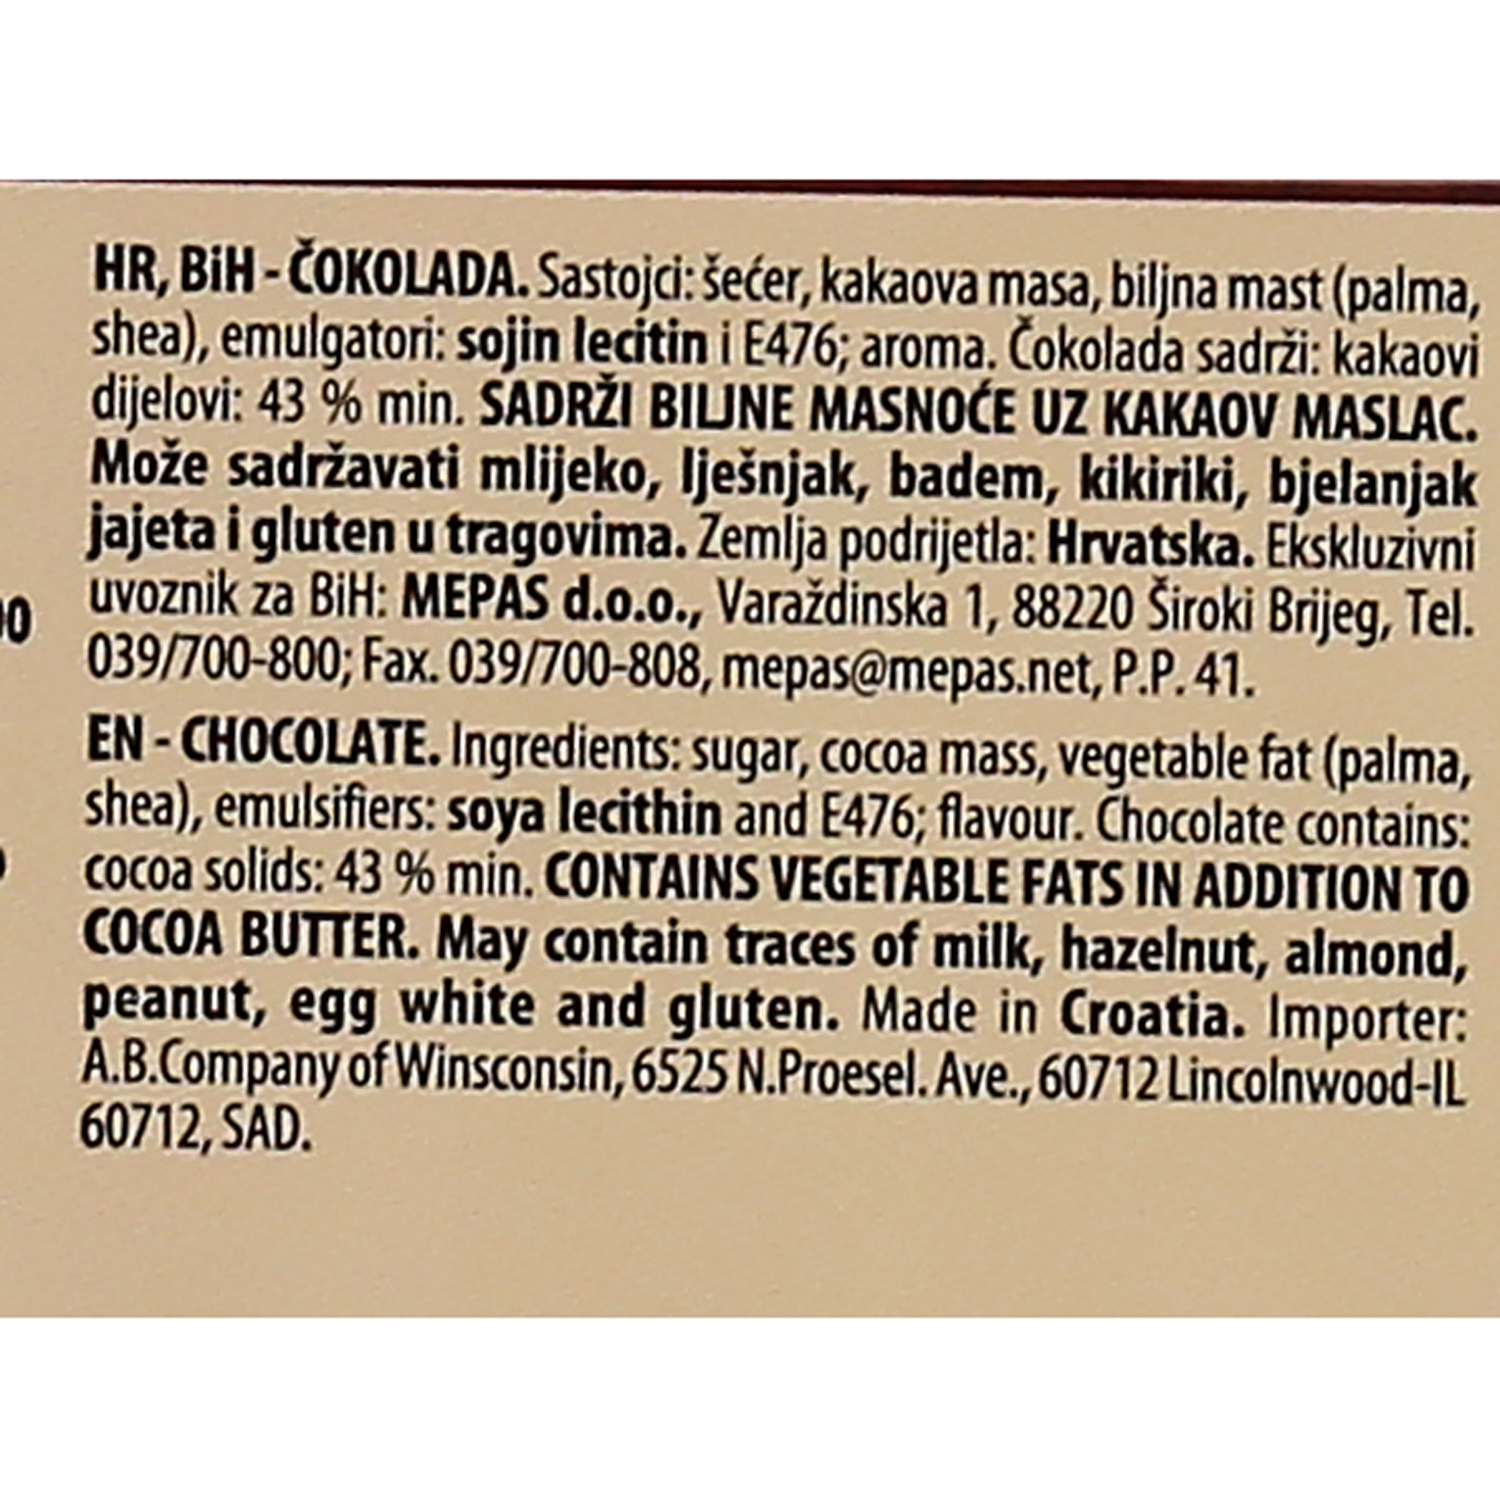 HR, BiH - ČOKOLADA. Sastojci: šećer, kakaova masa, biljna mast (palma,
shea), emulgatori: sojin lecitin i E476; aroma. Čokolada sadrži: kakaovi
dijelovi: 43 % min. SADRŽI BILJNE MASNOĆE UZ KAKAOV MASLAC.
Može sadržavati mlijeko, lješnjak, badem, kikiriki, bjelanjak
jajeta i gluten u tragovima. Zemlja podrijetla: Hrvatska. Ekskluzivni
uvoznik za BiH: MEPAS d.o.o., Varaždinska 1, 88220 Široki Brijeg, Tel.
039/700-800; Fax. 039/700-808, mepas@mepas.net, P.P. 41.
EN - CHOCOLATE. Ingredients: sugar, cocoa mass, vegetable fat (palma,
shea), emulsifiers: soya lecithin and E476; flavour. Chocolate contains:
cocoa solids: 43 % min. CONTAINS VEGETABLE FATS IN ADDITION TO
COCOA BUTTER. May contain traces of milk, hazelnut, almond,
peanut, egg white and gluten. Made in Croatia. Importer:
A.B.Company of Winsconsin, 6525 N.Proesel. Ave., 60712 Lincolnwood-IL
60712, SAD.